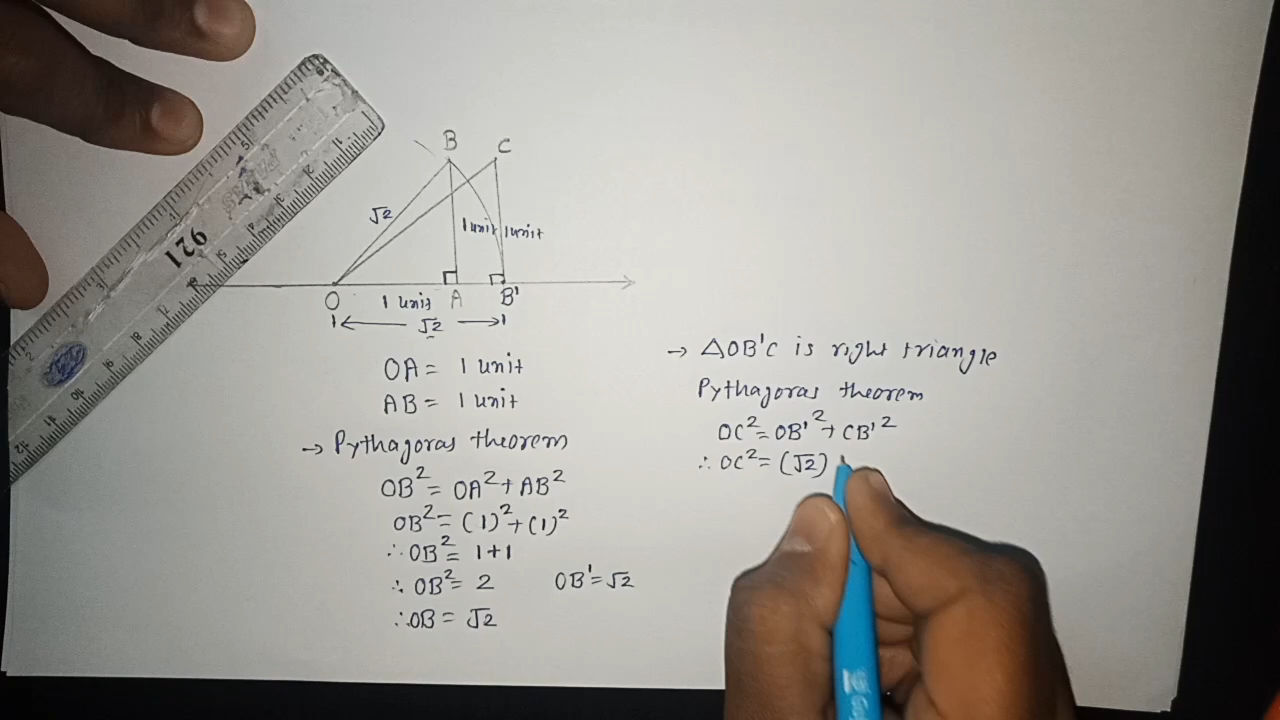 B C
√2 1 unit 1 unit
O 1 unit A B'
√2
OA = 1 unit
AB = 1 unit
→ Pythagoras theorem
OB² = OA² + AB²
OB² = (1)² + (1)²
∴ OB² = 1+1
∴ OB² = 2 OB' = √2
∴ OB = √2
→ △OB'C is right triangle
Pythagoras theorem
OC² = OB'² + CB'²
∴ OC² = (√2)
921